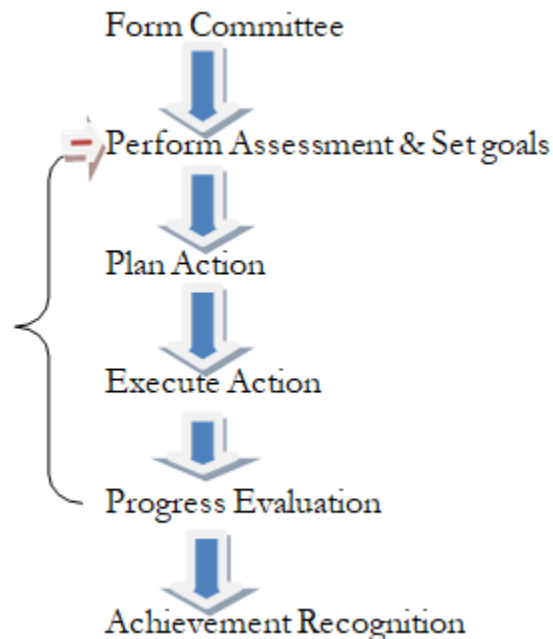 Form Committee
Perform Assessment & Set goals
Plan Action
Execute Action
Progress Evaluation
Achievement Recognition